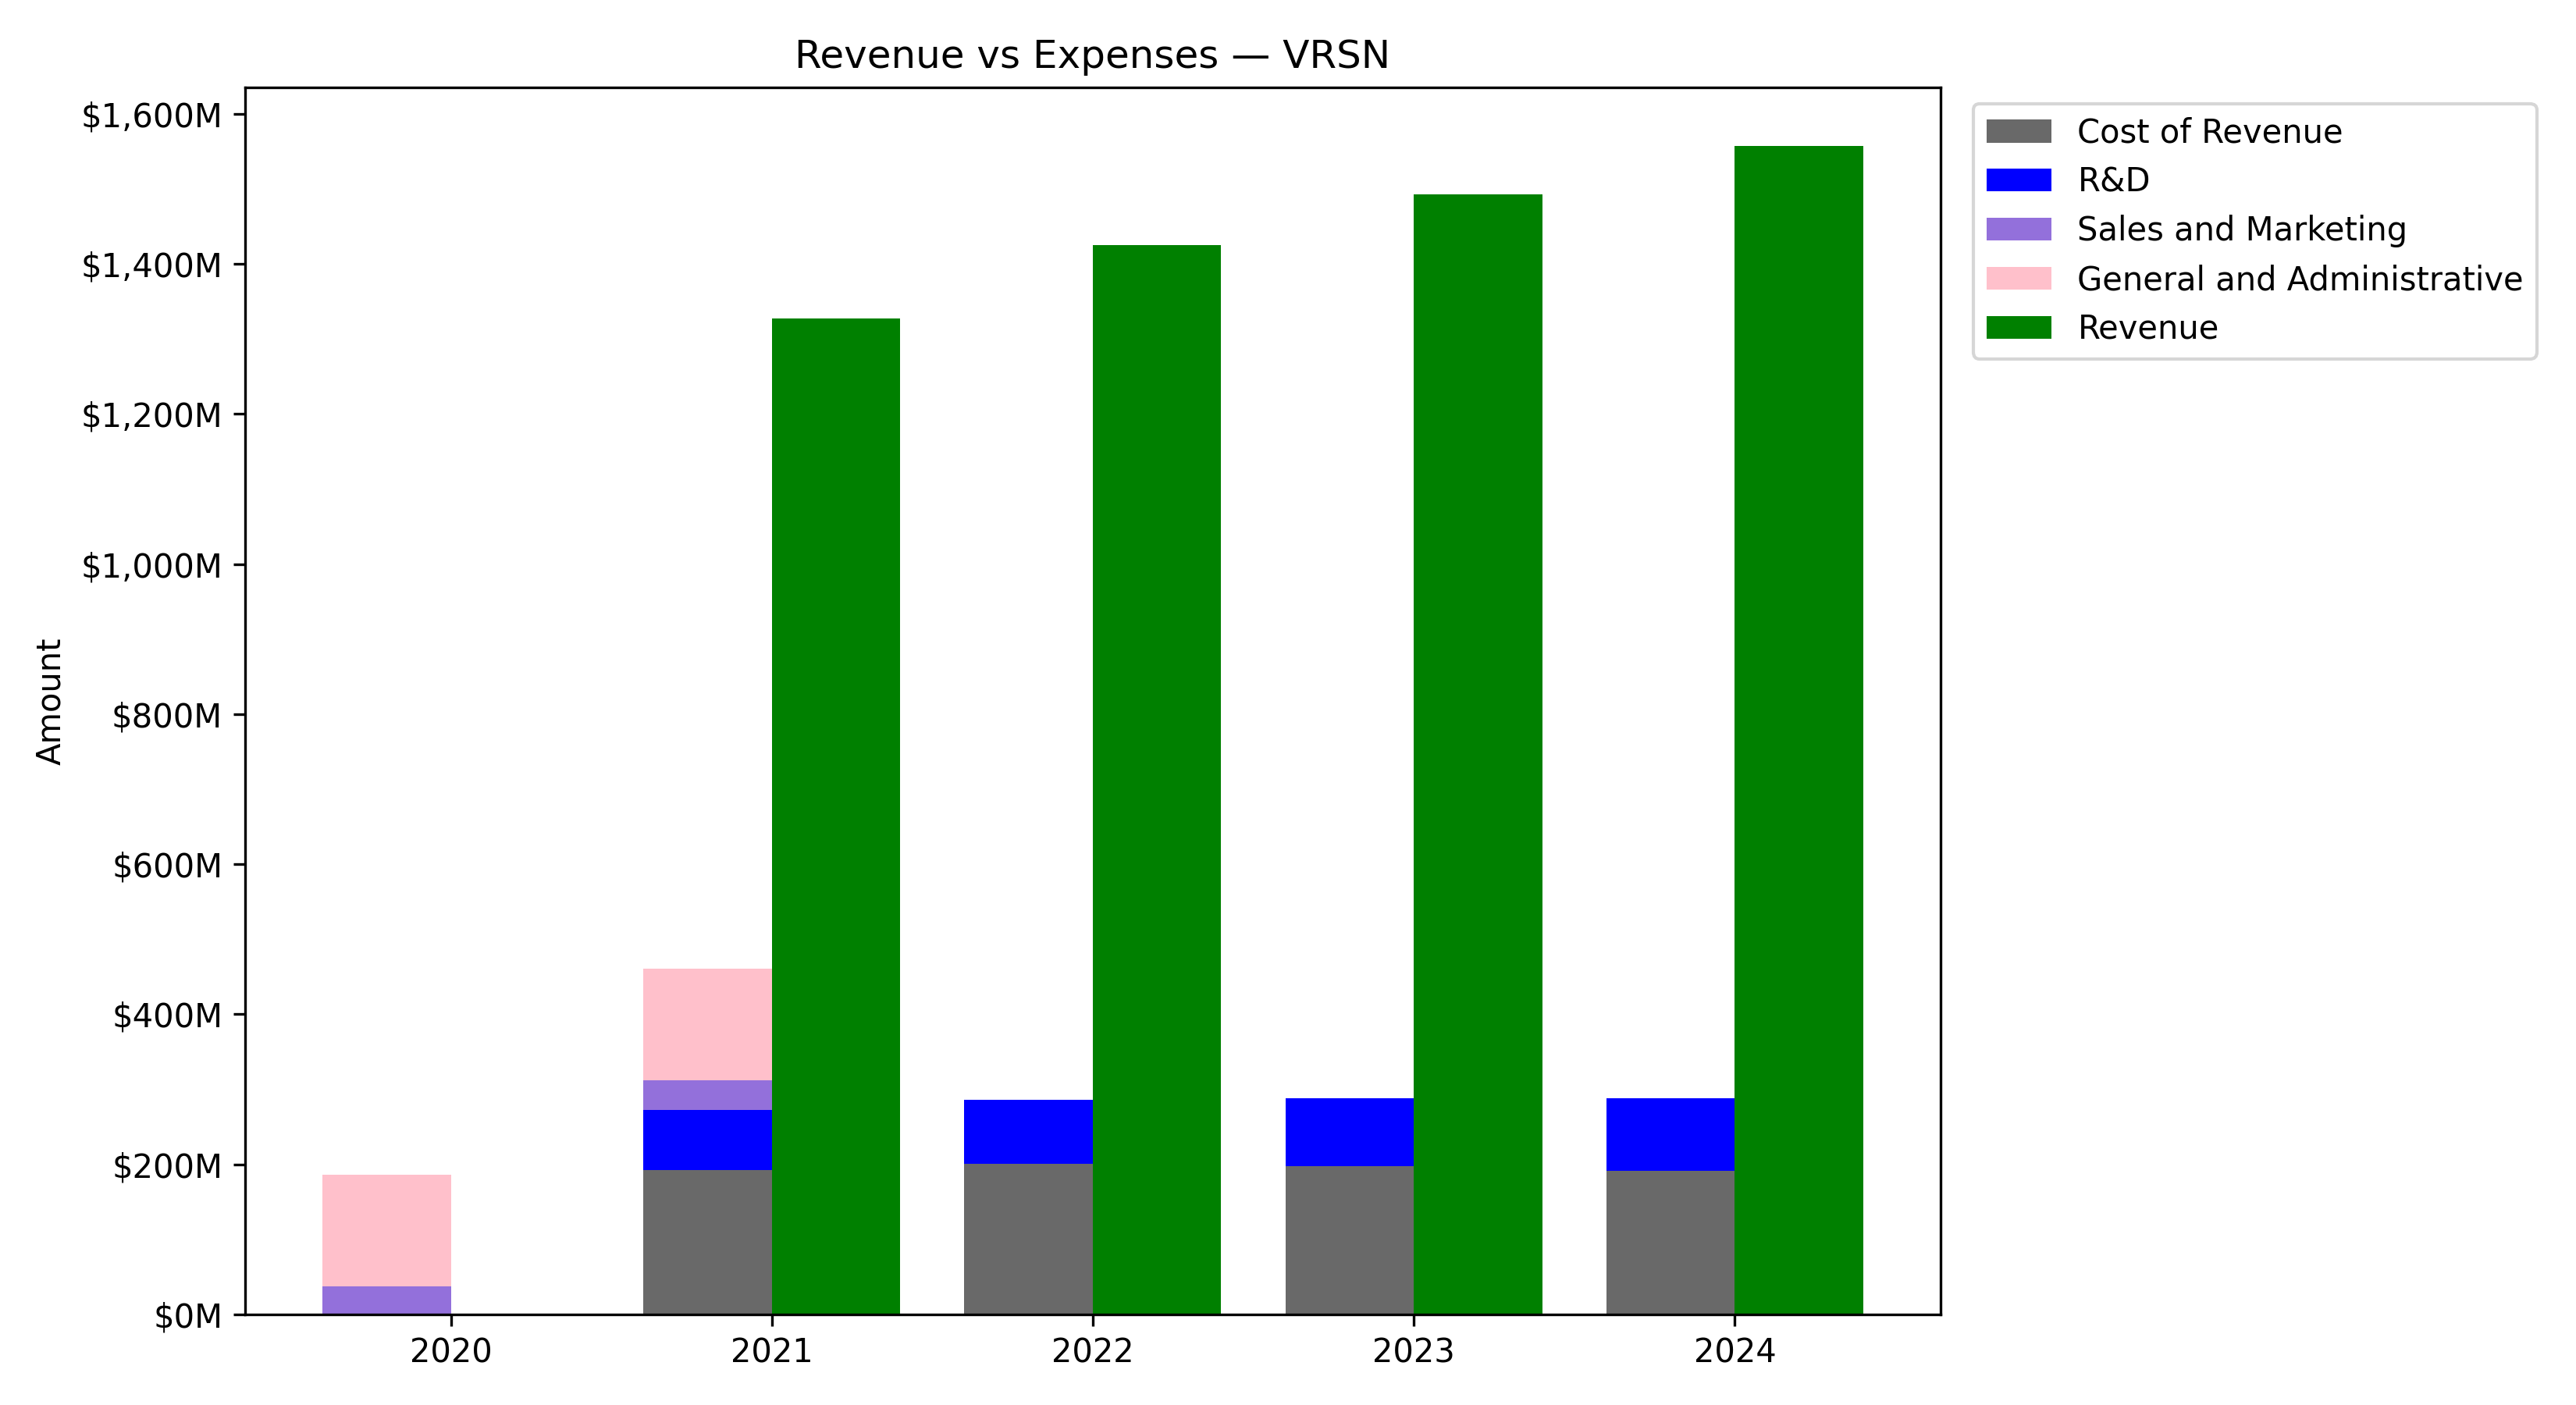 Revenue vs Expenses — VRSN
$1,600M
$1,400M
$1,200M
$1,000M
$800M
$600M
$400M
$200M
$0M
Amount
2020
2021
2022
2023
2024
Cost of Revenue
R&D
Sales and Marketing
General and Administrative
Revenue